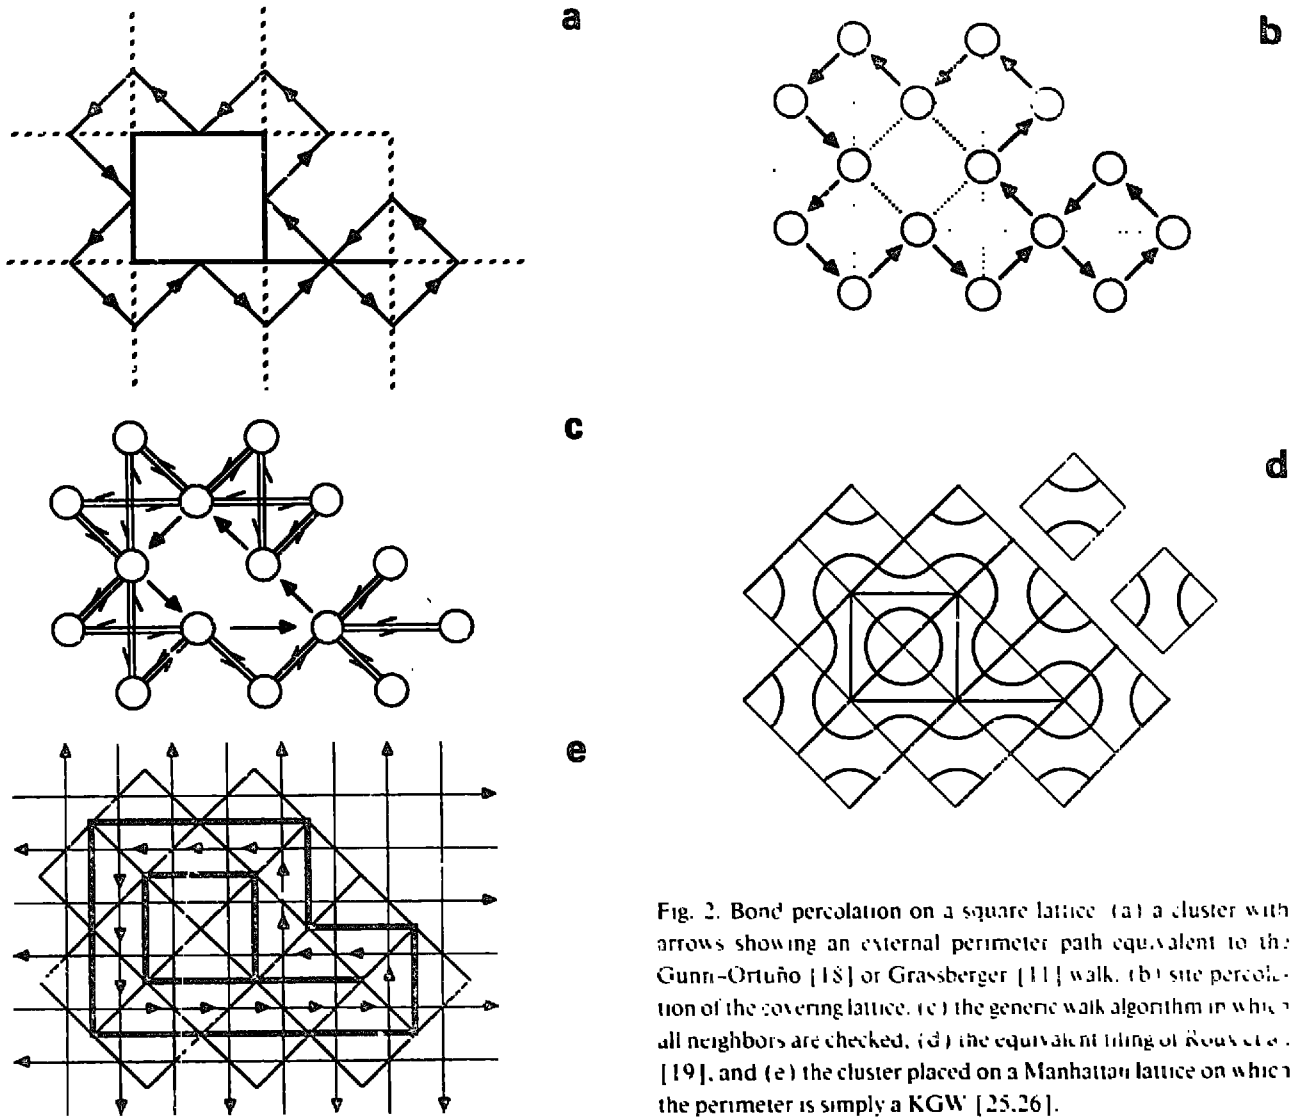 a
b
c
d
e
Fig. 2. Bond percolation on a square lattice (a) a cluster with
arrows showing an external perimeter path equivalent to the
Gunn-Ortuño [18] or Grassberger [11] walk. (b) site percola-
tion of the covering lattice. (c) the generic walk algorithm in which
all neighbors are checked, (d) the equivalent tiling of Roux et al.
[19], and (e) the cluster placed on a Manhattan lattice on which
the perimeter is simply a KGW [25,26].